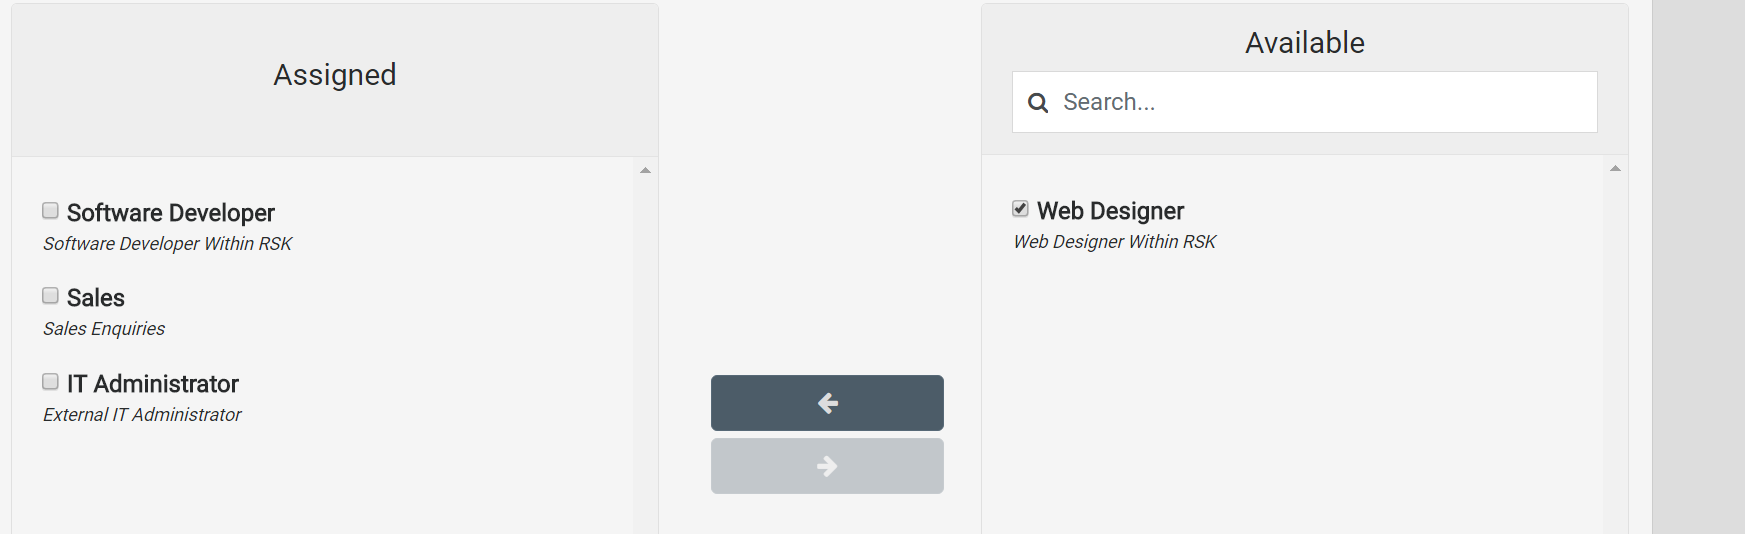 Assigned
Software Developer
Software Developer Within RSK
Sales
Sales Enquiries
IT Administrator
External IT Administrator
Available
Search...
Web Designer
Web Designer Within RSK